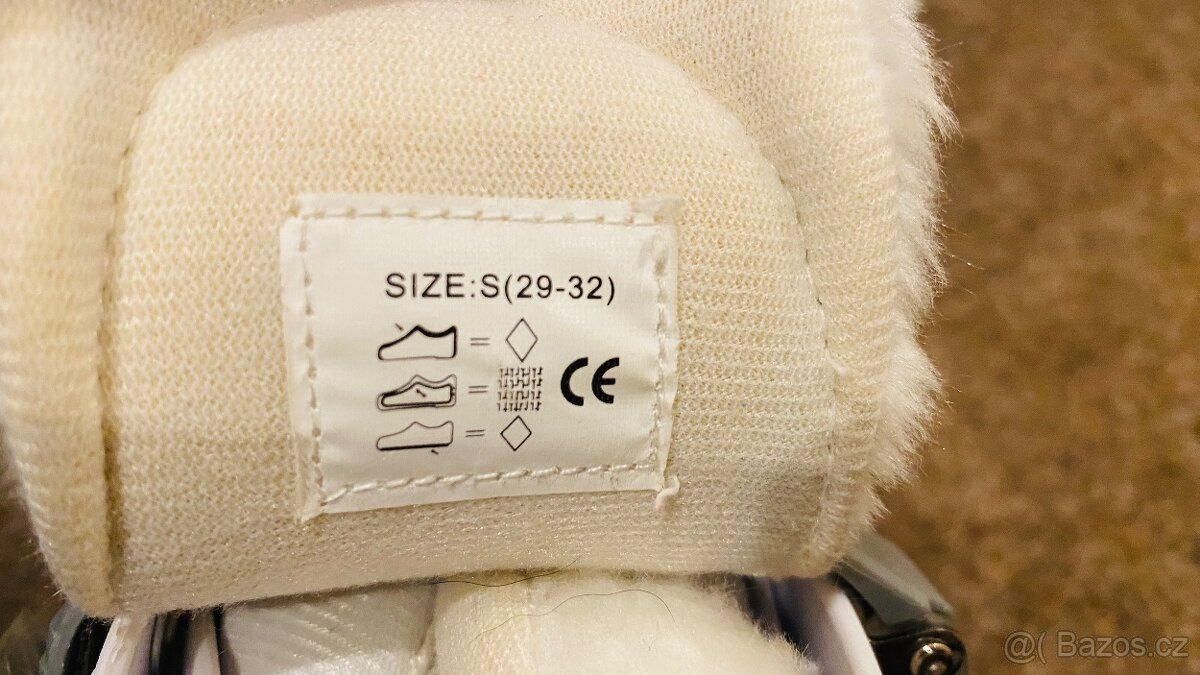 SIZE:S(29-32)
=
= CE
=
@( Bazos.cz